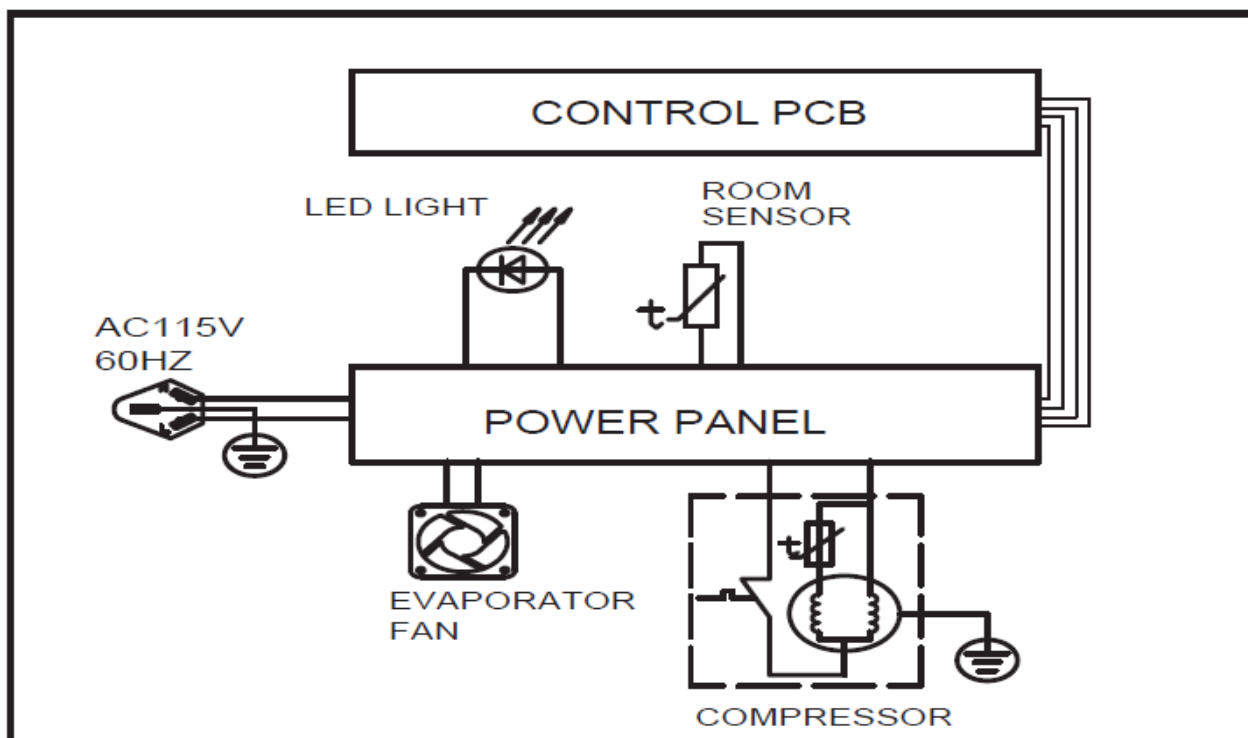 CONTROL PCB
LED LIGHT
ROOM
SENSOR
t
AC115V
60HZ
POWER PANEL
t
EVAPORATOR
FAN
COMPRESSOR